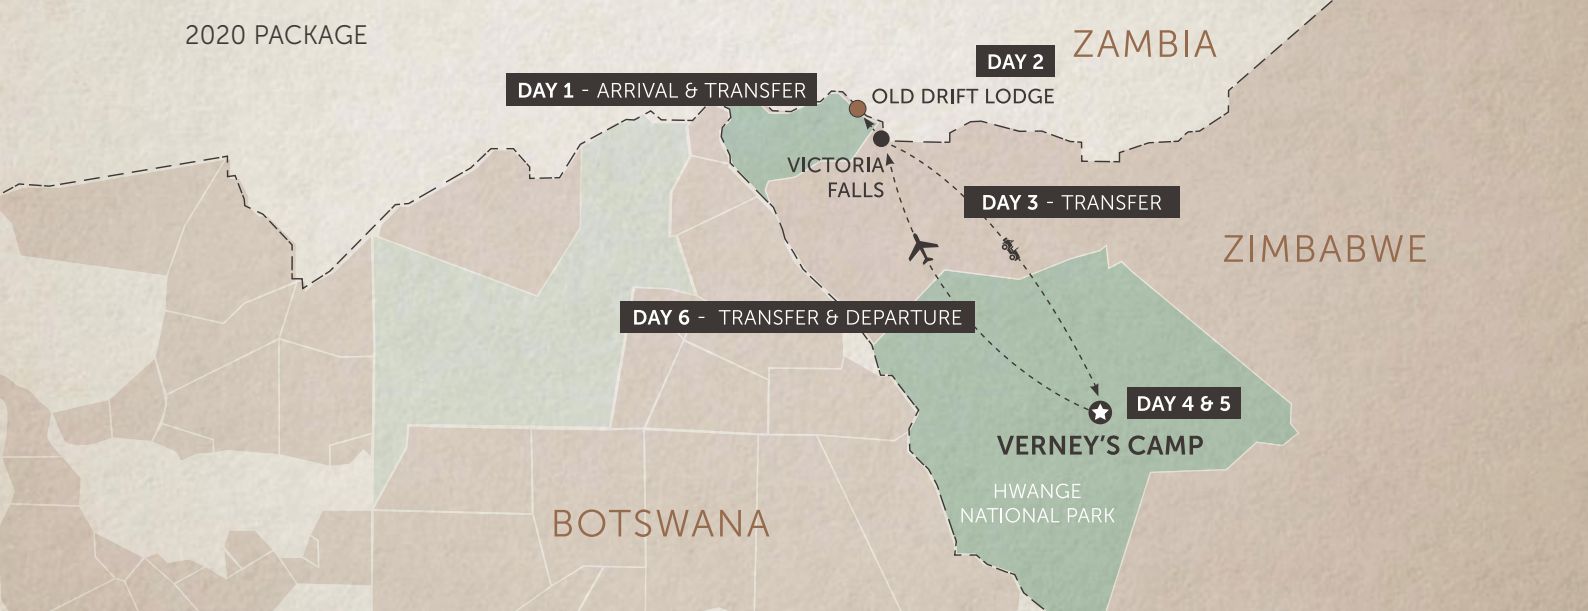 2020 PACKAGE
ZAMBIA
DAY 2
DAY 1 - ARRIVAL & TRANSFER
OLD DRIFT LODGE
VICTORIA
FALLS
DAY 3 - TRANSFER
ZIMBABWE
DAY 6 - TRANSFER & DEPARTURE
DAY 4 & 5
VERNEY'S CAMP
HWANGE
NATIONAL PARK
BOTSWANA